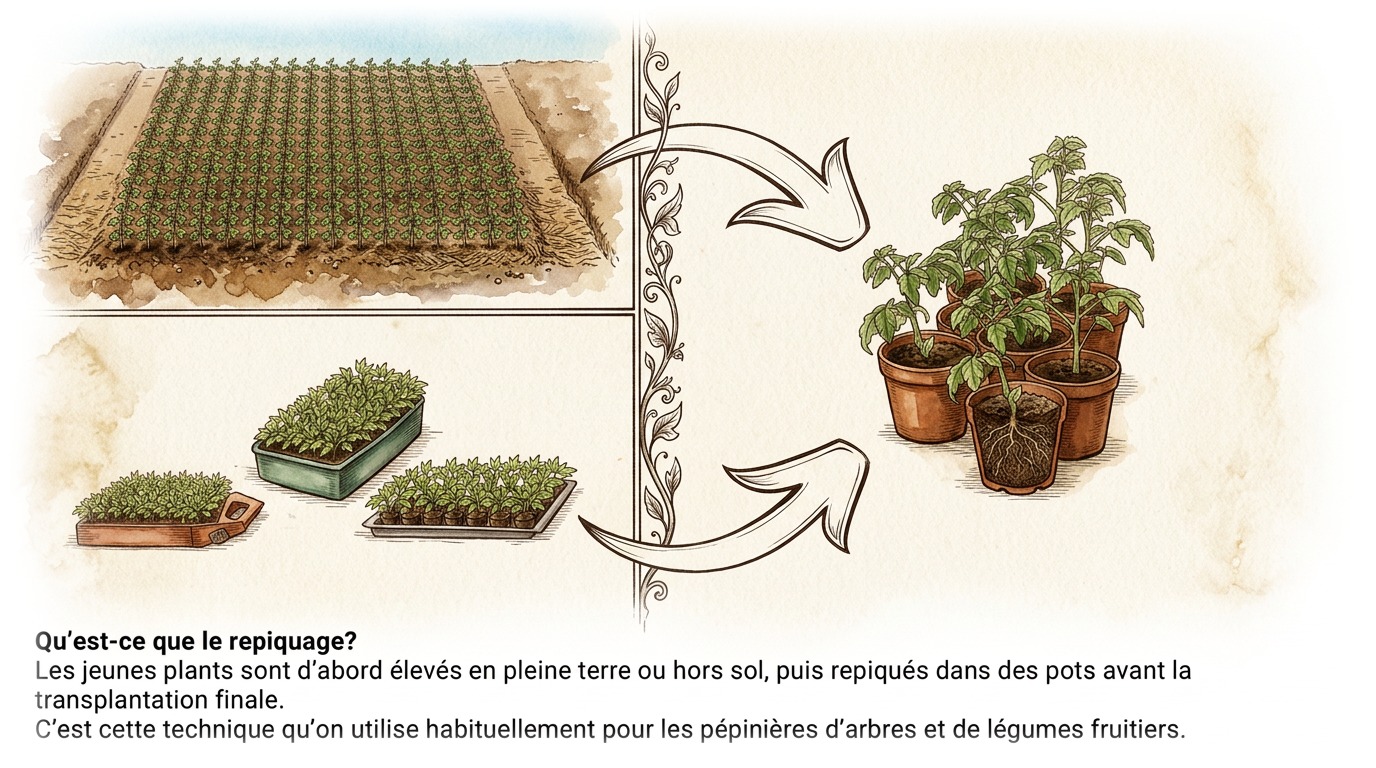 Qu’est-ce que le repiquage?
Les jeunes plants sont d’abord élevés en pleine terre ou hors sol, puis repiqués dans des pots avant la
transplantation finale.
C’est cette technique qu’on utilise habituellement pour les pépinières d’arbres et de légumes fruitiers.